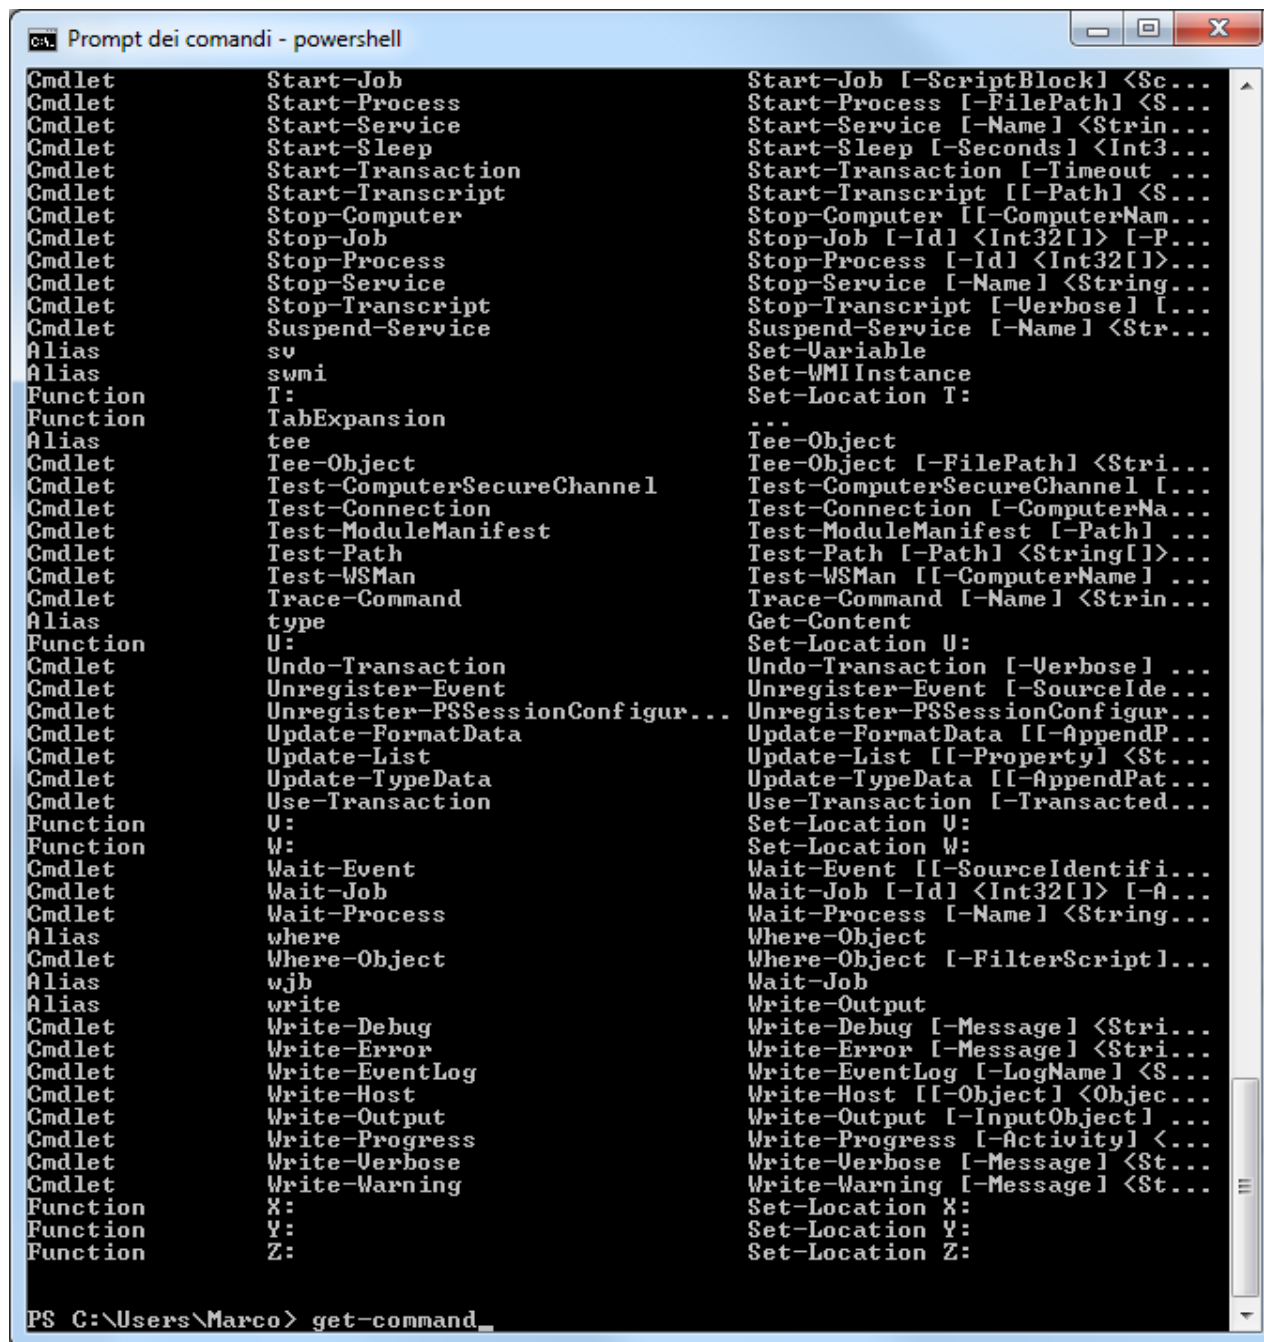 Prompt dei comandi - powershell
Cmdlet Start-Job Start-Job [-ScriptBlock] <Sc...
Cmdlet Start-Process Start-Process [-FilePath] <S...
Cmdlet Start-Service Start-Service [-Name] <Strin...
Cmdlet Start-Sleep Start-Sleep [-Seconds] <Int3...
Cmdlet Start-Transaction Start-Transaction [-Timeout ...
Cmdlet Start-Transcript Start-Transcript [[-Path] <S...
Cmdlet Stop-Computer Stop-Computer [[-ComputerNam...
Cmdlet Stop-Job Stop-Job [-Id] <Int32[]> [-P...
Cmdlet Stop-Process Stop-Process [-Id] <Int32[]>...
Cmdlet Stop-Service Stop-Service [-Name] <String...
Cmdlet Stop-Transcript Stop-Transcript [-Verbose] [...
Cmdlet Suspend-Service Suspend-Service [-Name] <Str...
Alias sv Set-Variable
Alias swmi Set-WMIInstance
Function T: Set-Location T:
Function TabExpansion ...
Alias tee Tee-Object
Cmdlet Tee-Object Tee-Object [-FilePath] <Stri...
Cmdlet Test-ComputerSecureChannel Test-ComputerSecureChannel [...
Cmdlet Test-Connection Test-Connection [-ComputerNa...
Cmdlet Test-ModuleManifest Test-ModuleManifest [-Path] ...
Cmdlet Test-Path Test-Path [-Path] <String[]>...
Cmdlet Test-WSMan Test-WSMan [[-ComputerName] ...
Cmdlet Trace-Command Trace-Command [-Name] <Strin...
Alias type Get-Content
Function U: Set-Location U:
Cmdlet Undo-Transaction Undo-Transaction [-Verbose] ...
Cmdlet Unregister-Event Unregister-Event [-SourceIde...
Cmdlet Unregister-PSSessionConfigur... Unregister-PSSessionConfigur...
Cmdlet Update-FormatData Update-FormatData [[-AppendP...
Cmdlet Update-List Update-List [[-Property] <St...
Cmdlet Update-TypeData Update-TypeData [[-AppendPat...
Cmdlet Use-Transaction Use-Transaction [-Transacted...
Function V: Set-Location V:
Function W: Set-Location W:
Cmdlet Wait-Event Wait-Event [[-SourceIdentifi...
Cmdlet Wait-Job Wait-Job [-Id] <Int32[]> [-A...
Cmdlet Wait-Process Wait-Process [-Name] <String...
Alias where Where-Object
Cmdlet Where-Object Where-Object [-FilterScript]...
Alias wjb Wait-Job
Alias write Write-Output
Cmdlet Write-Debug Write-Debug [-Message] <Stri...
Cmdlet Write-Error Write-Error [-Message] <Stri...
Cmdlet Write-EventLog Write-EventLog [-LogName] <S...
Cmdlet Write-Host Write-Host [[-Object] <Objec...
Cmdlet Write-Output Write-Output [-InputObject] ...
Cmdlet Write-Progress Write-Progress [-Activity] <...
Cmdlet Write-Verbose Write-Verbose [-Message] <St...
Cmdlet Write-Warning Write-Warning [-Message] <St...
Function X: Set-Location X:
Function Y: Set-Location Y:
Function Z: Set-Location Z:
PS C:\Users\Marco> get-command_